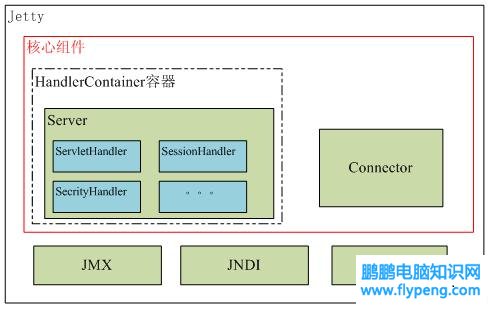 Jetty
核心组件
HandlerContainer容器
Server
ServletHandler
SessionHandler
SecrityHandler
。。。
Connector
JMX
JNDI
鹏鹏电脑知识网
www.flypeng.com